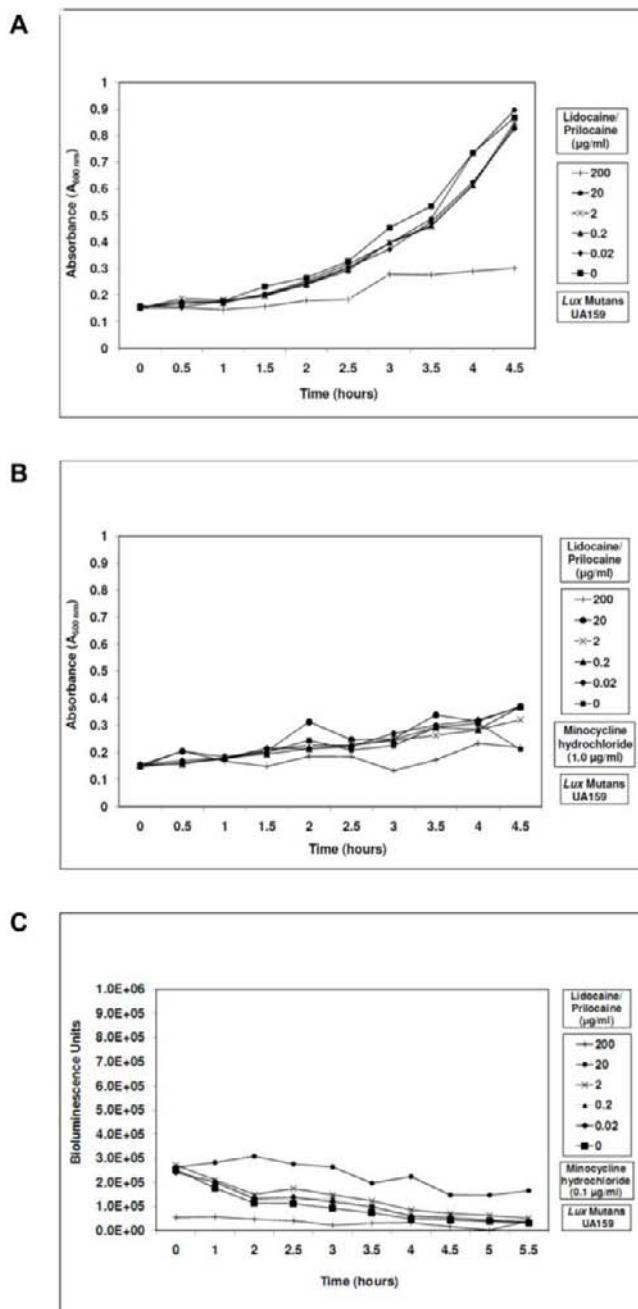 A
Absorbance (A600 nm)
1
0.9
0.8
0.7
0.6
0.5
0.4
0.3
0.2
0.1
0 0.5 1 1.5 2 2.5 3 3.5 4 4.5
Time (hours)
Lidocaine/
Prilocaine
(µg/ml)
200
20
2
0.2
0.02
0
Lux Mutans
UA159
B
Absorbance (A600 nm)
1
0.9
0.8
0.7
0.6
0.5
0.4
0.3
0.2
0.1
0 0.5 1 1.5 2 2.5 3 3.5 4 4.5
Time (hours)
Lidocaine/
Prilocaine
(µg/ml)
200
20
2
0.2
0.02
0
Minocycline
hydrochloride
(1.0 µg/ml)
Lux Mutans
UA159
C
Bioluminescence Units
1.0E+06
9.0E+05
8.0E+05
7.0E+05
6.0E+05
5.0E+05
4.0E+05
3.0E+05
2.0E+05
1.0E+05
0.0E+00
0 1 2 2.5 3 3.5 4 4.5 5 5.5
Time (hours)
Lidocaine/
Prilocaine
(µg/ml)
200
20
2
0.2
0.02
0
Minocycline
hydrochloride
(0.1 µg/ml)
Lux Mutans
UA159